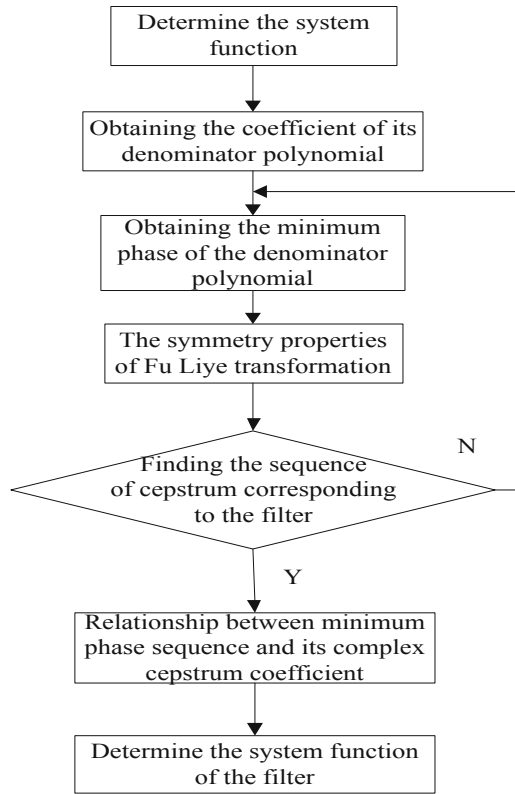 Determine the system
function
Obtaining the coefficient of its
denominator polynomial
Obtaining the minimum
phase of the denominator
polynomial
The symmetry properties
of Fu Liye transformation
N
Finding the sequence
of cepstrum corresponding
to the filter
Y
Relationship between minimum
phase sequence and its complex
cepstrum coefficient
Determine the system function
of the filter